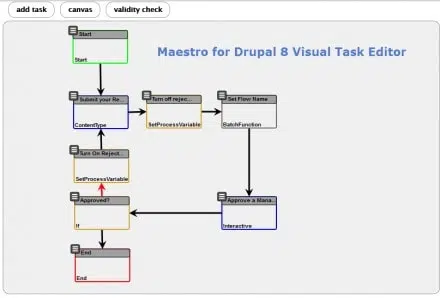 add task
canvas
validity check
Maestro for Drupal 8 Visual Task Editor
Start
Start
Submit your Re...
ContentType
Turn off rejec...
SetProcessVariable
Set Flow Name
BatchFunction
Turn On Reject...
SetProcessVariable
Approved?
If
Approve a Mana...
Interactive
End
End